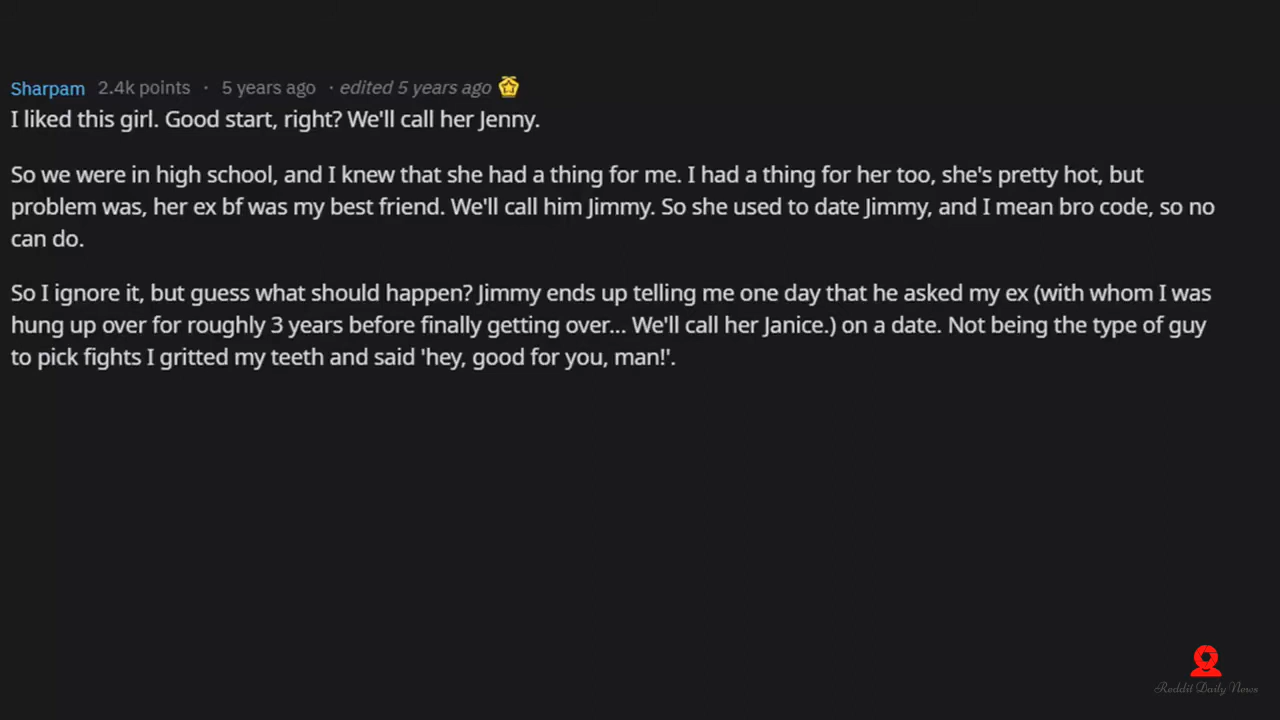 Sharpam 2.4k points · 5 years ago · edited 5 years ago
I liked this girl. Good start, right? We'll call her Jenny.
So we were in high school, and I knew that she had a thing for me. I had a thing for her too, she's pretty hot, but
problem was, her ex bf was my best friend. We'll call him Jimmy. So she used to date Jimmy, and I mean bro code, so no
can do.
So I ignore it, but guess what should happen? Jimmy ends up telling me one day that he asked my ex (with whom I was
hung up over for roughly 3 years before finally getting over... We'll call her Janice.) on a date. Not being the type of guy
to pick fights I gritted my teeth and said 'hey, good for you, man!'.
Reddit Daily News